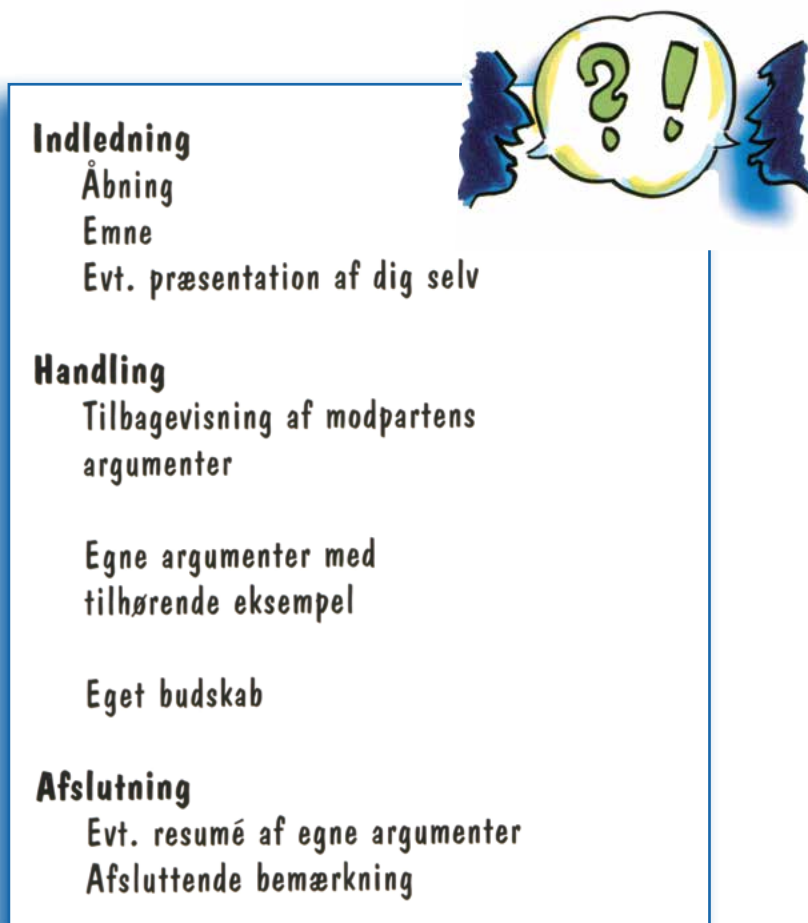 ?!
Indledning
Åbning
Emne
Evt. præsentation af dig selv
Handling
Tilbagevisning af modpartens
argumenter
Egne argumenter med
tilhørende eksempel
Eget budskab
Afslutning
Evt. resumé af egne argumenter
Afsluttende bemærkning